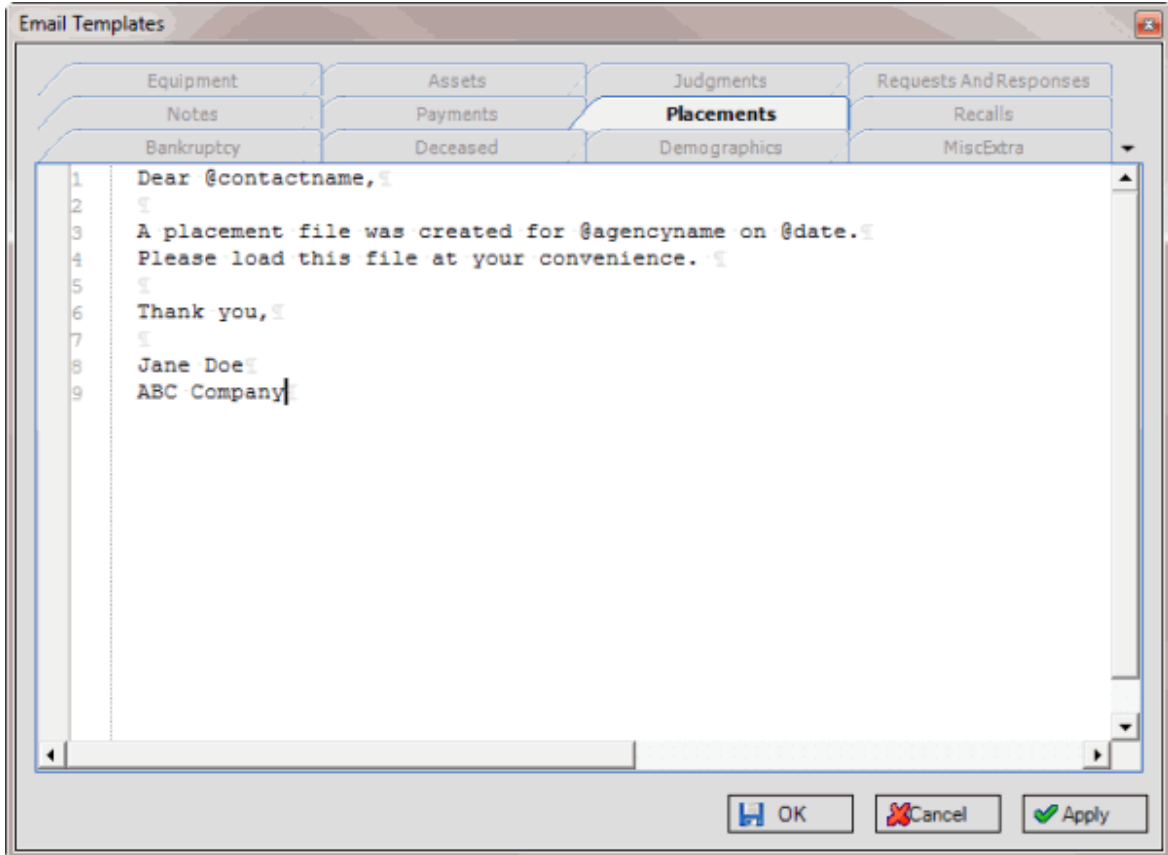 Email Templates
Equipment Assets Judgments Requests And Responses
Notes Payments Placements Recalls
Bankruptcy Deceased Demographics MiscExtra
1 Dear @contactname,¶
2 ¶
3 A placement file was created for @agencyname on @date.¶
4 Please load this file at your convenience. ¶
5 ¶
6 Thank you,¶
7 ¶
8 Jane Doe¶
9 ABC Company¶
OK Cancel Apply